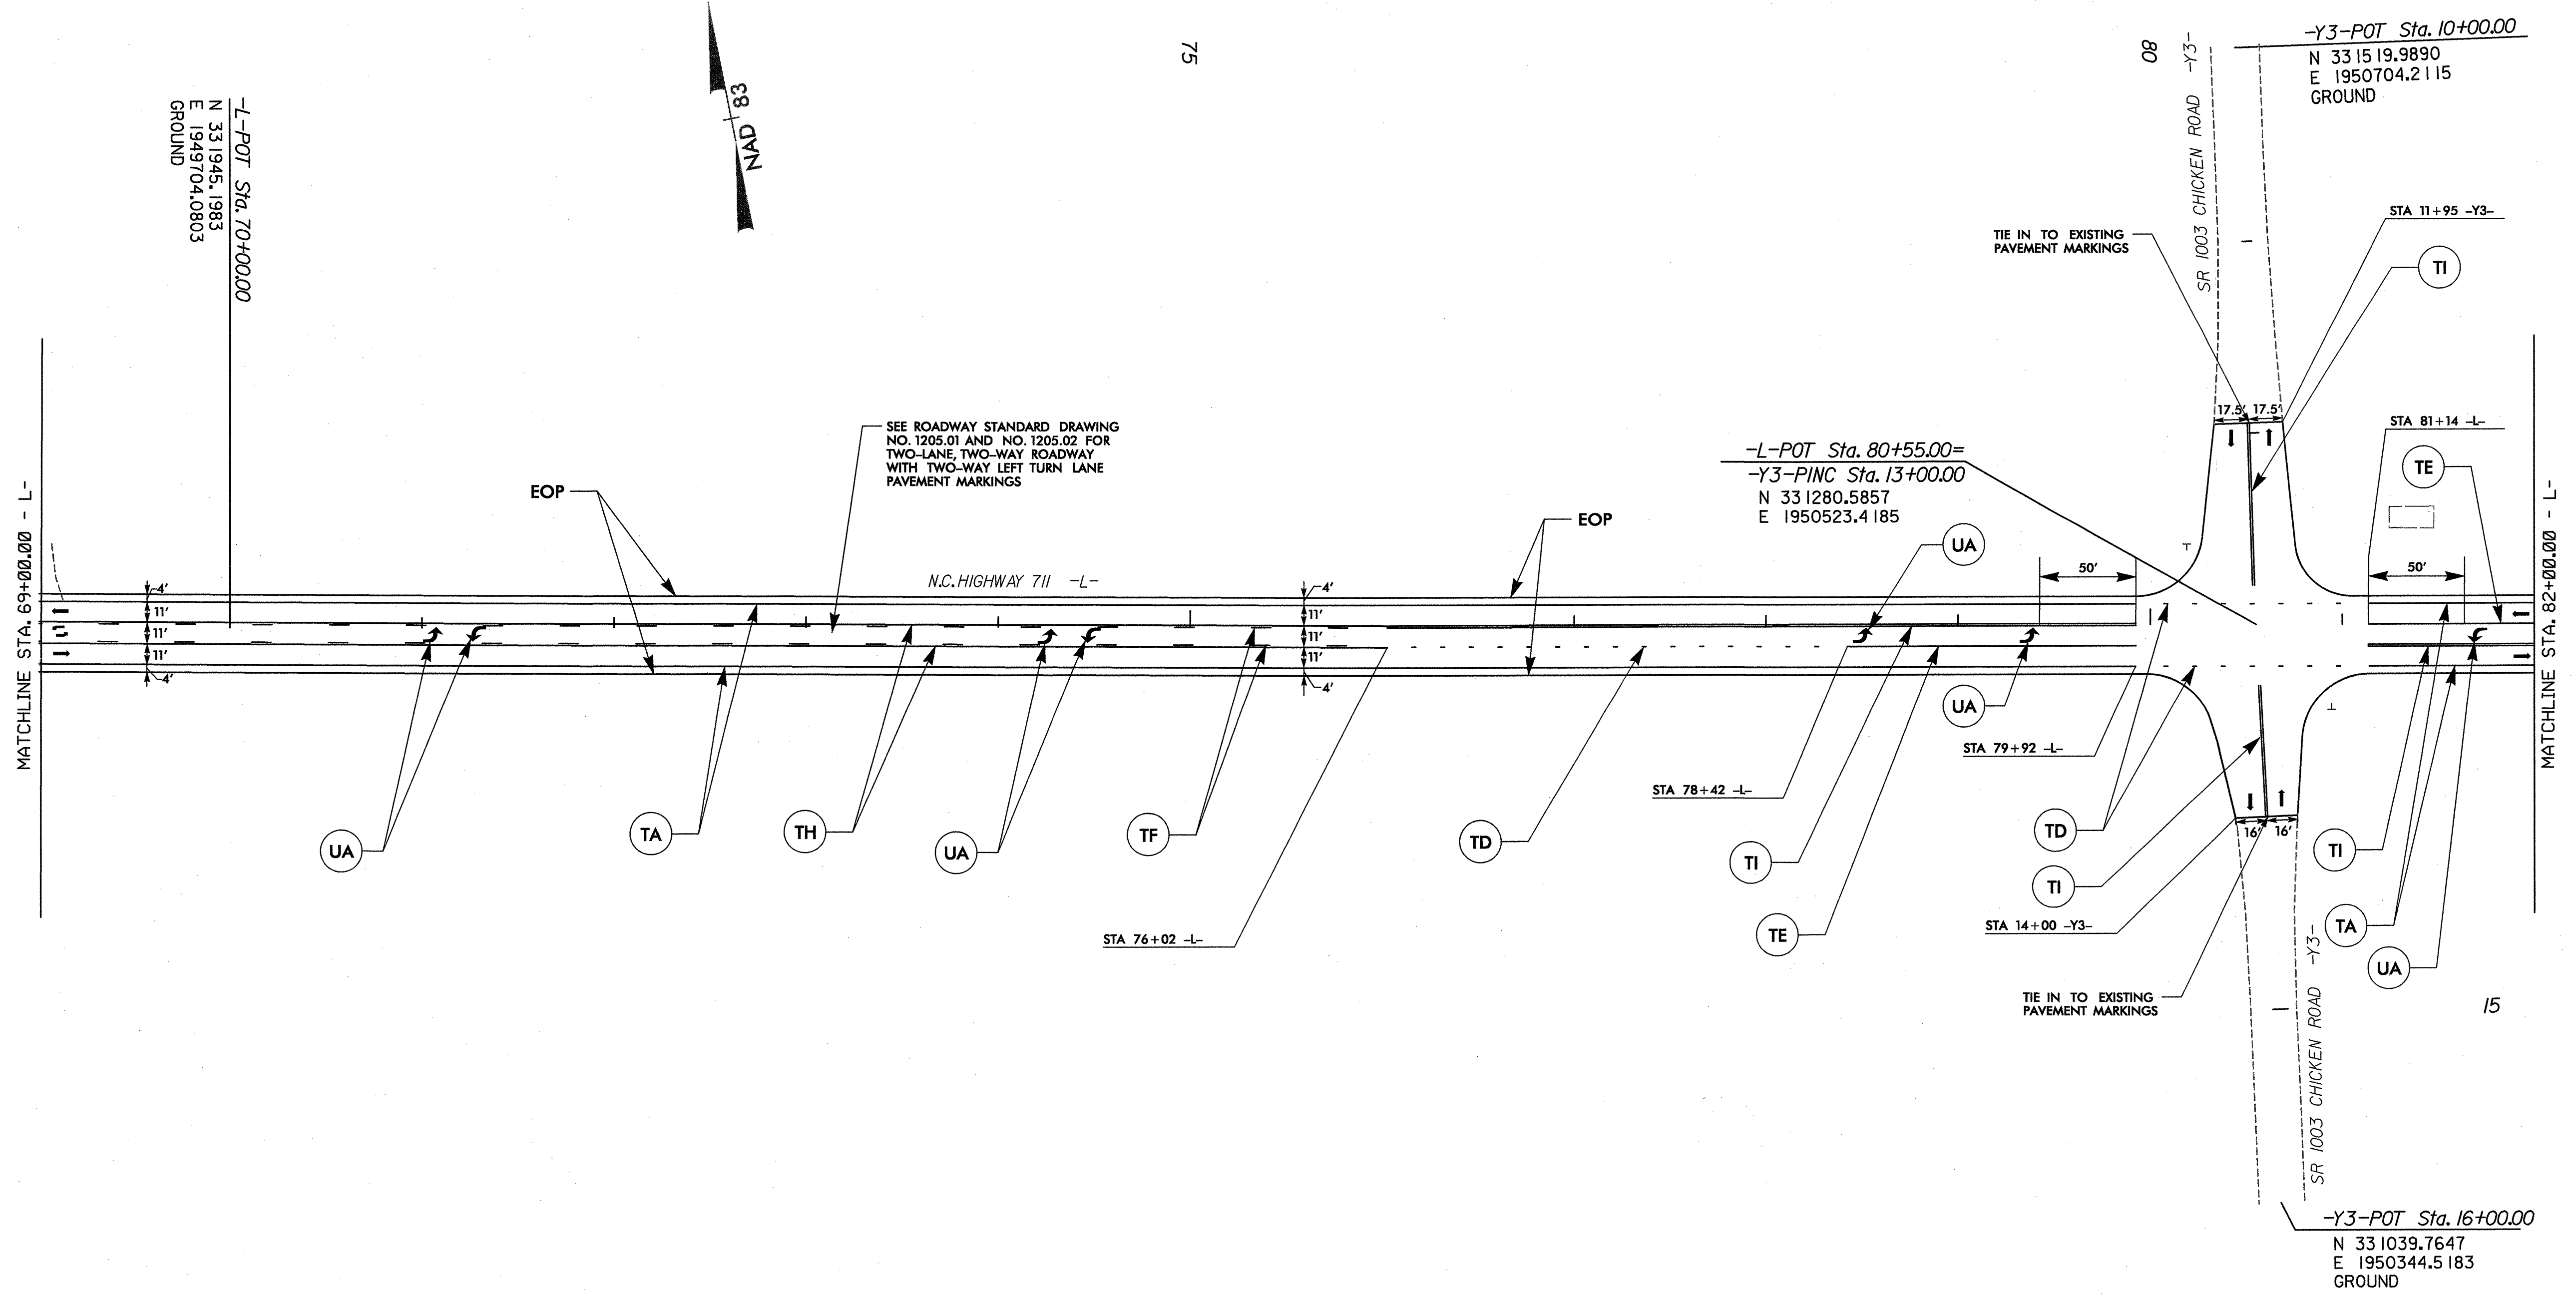 75
80
SR 1003 CHICKEN ROAD -Y3-
-Y3-POT Sta. 10+00.00
N 331519.9890
E 1950704.2115
GROUND
-L-POT Sta. 70+00.00
N 331945.1983
E 1949704.0803
GROUND
NAD 83
STA 11+95 -Y3-
TIE IN TO EXISTING
PAVEMENT MARKINGS
TI
17.5' 17.5'
STA 81+14 -L-
TE
SEE ROADWAY STANDARD DRAWING
NO. 1205.01 AND NO. 1205.02 FOR
TWO-LANE, TWO-WAY ROADWAY
WITH TWO-WAY LEFT TURN LANE
PAVEMENT MARKINGS
EOP
-L-POT Sta. 80+55.00=
-Y3-PINC Sta. 13+00.00
N 331280.5857
E 1950523.4185
EOP
UA
50'
50'
MATCHLINE STA. 69+00.00 - L-
MATCHLINE STA. 82+00.00 - L-
N.C. HIGHWAY 711 -L-
4'
11'
11'
11'
4'
4'
11'
11'
11'
4'
UA
STA 79+92 -L-
STA 78+42 -L-
UA
TA
TH
UA
TF
TD
TI
TD
TI
TI
16' 16'
STA 76+02 -L-
TE
STA 14+00 -Y3-
TA
UA
TIE IN TO EXISTING
PAVEMENT MARKINGS
15
SR 1003 CHICKEN ROAD -Y3-
-Y3-POT Sta. 16+00.00
N 331039.7647
E 1950344.5183
GROUND